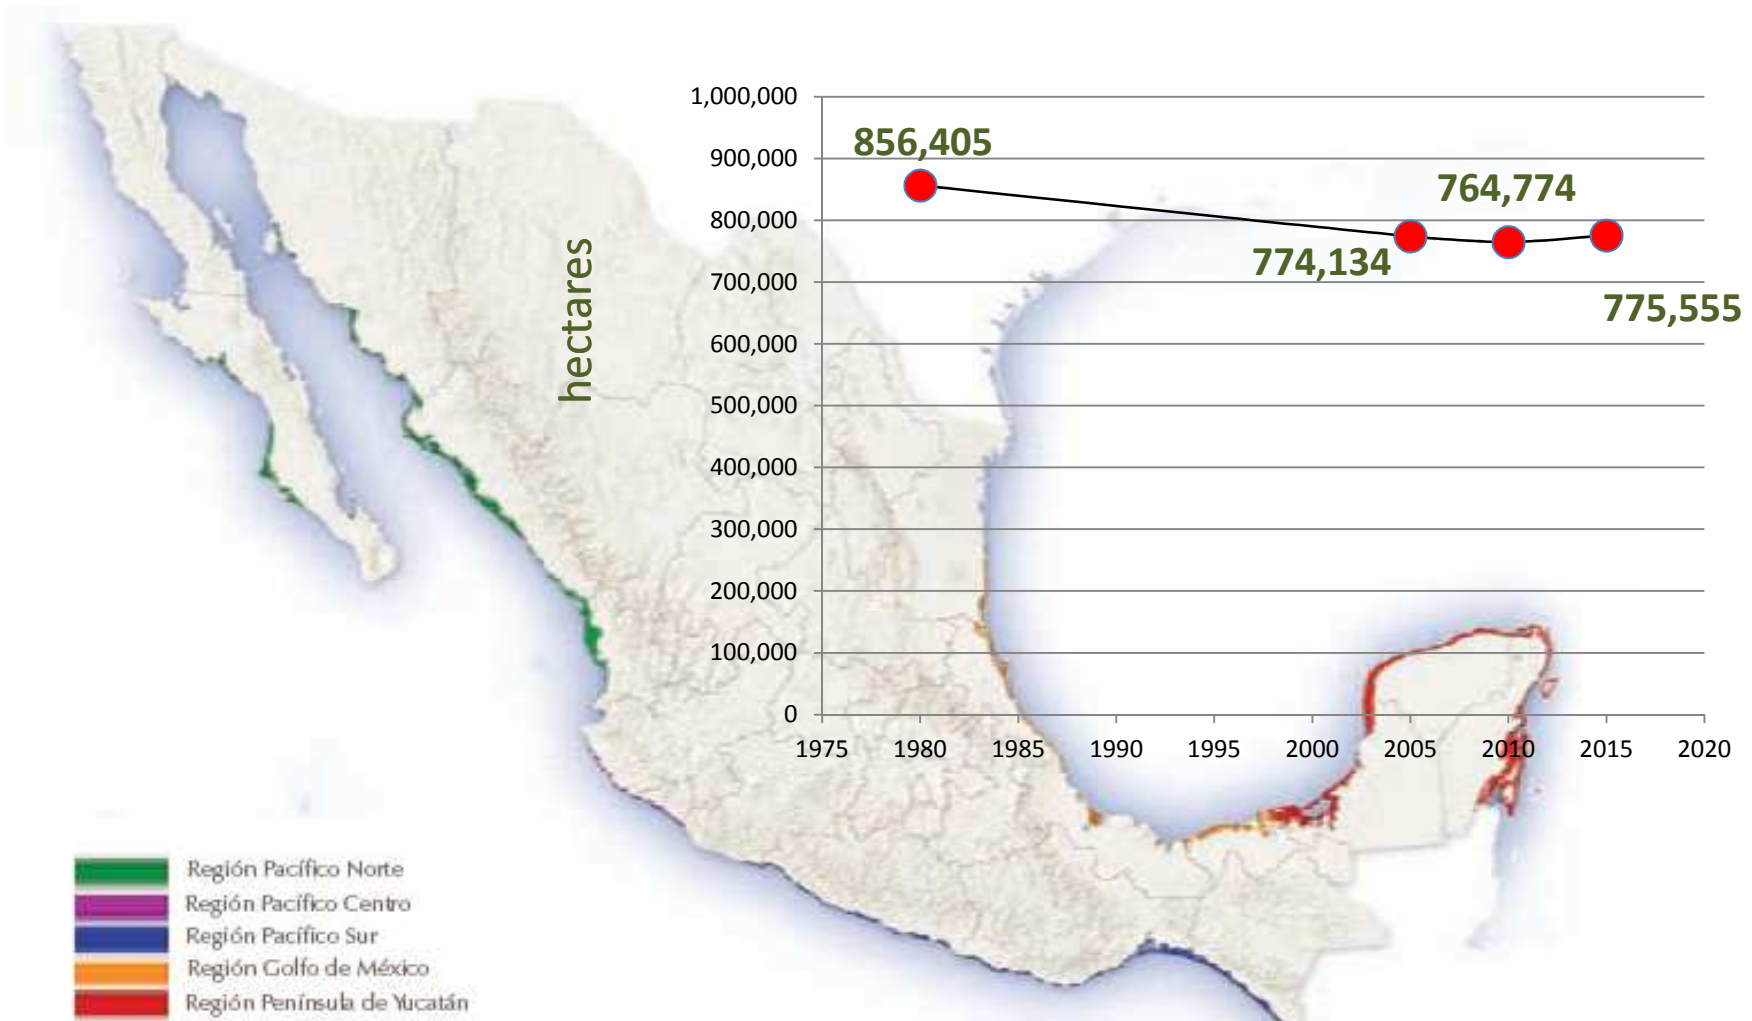 1,000,000
900,000
800,000
700,000
600,000
500,000
400,000
300,000
200,000
100,000
0
hectares
856,405
774,134
764,774
775,555
1975 1980 1985 1990 1995 2000 2005 2010 2015 2020
Región Pacífico Norte
Región Pacífico Centro
Región Pacífico Sur
Región Golfo de México
Región Península de Yucatán